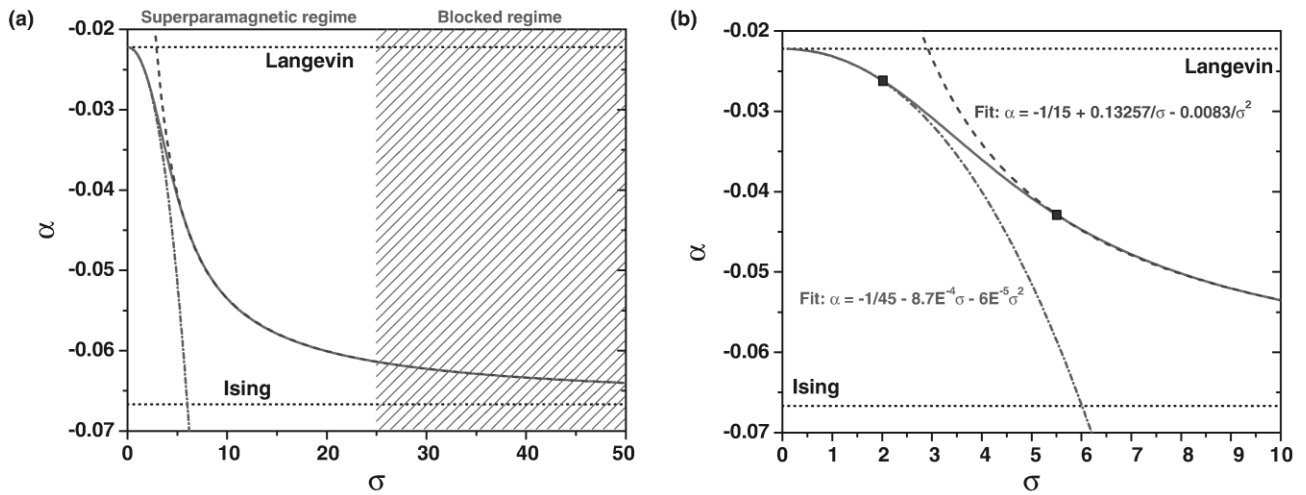 (a)
Superparamagnetic regime
Blocked regime
-0.02
-0.03
-0.04
-0.05
-0.06
-0.07
α
Langevin
Ising
0
10
20
30
40
50
σ
(b)
-0.02
-0.03
-0.04
-0.05
-0.06
-0.07
α
Langevin
Fit: α = -1/15 + 0.13257/σ - 0.0083/σ²
Fit: α = -1/45 - 8.7E⁻⁴σ - 6E⁻⁵σ²
Ising
0
1
2
3
4
5
6
7
8
9
10
σ